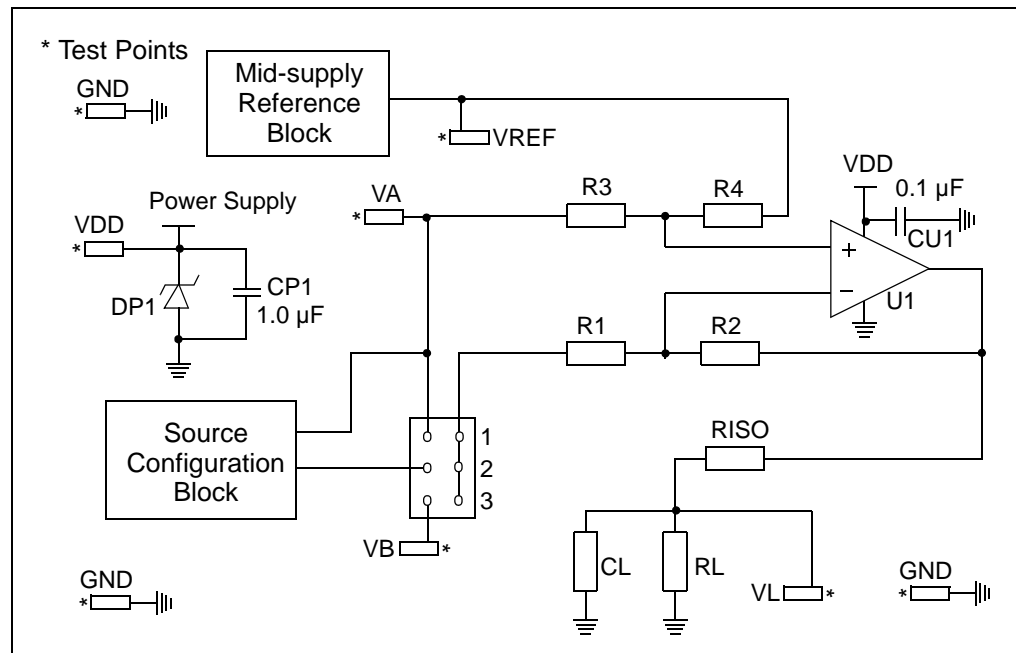 * Test Points
GND
*
Mid-supply
Reference
Block
* VREF
VDD
0.1 µF
CU1
+
−
U1
R3
R4
VA
*
Power Supply
VDD
*
DP1
CP1
1.0 µF
R1
R2
Source
Configuration
Block
1
2
3
VB *
RISO
CL
RL
VL *
GND
*
GND
*